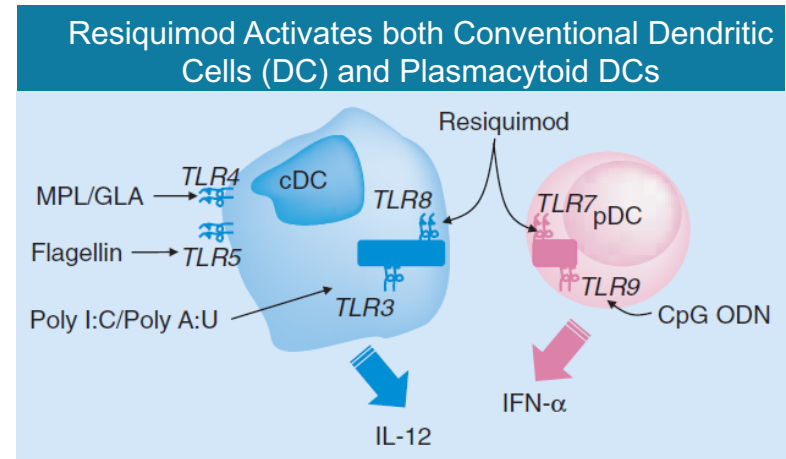 Resiquimod Activates both Conventional Dendritic
Cells (DC) and Plasmacytoid DCs
Resiquimod
TLR4
cDC
MPL/GLA
TLR8
TLR7
pDC
Flagellin
TLR5
TLR9
TLR3
Poly I:C/Poly A:U
CpG ODN
IFN-α
IL-12